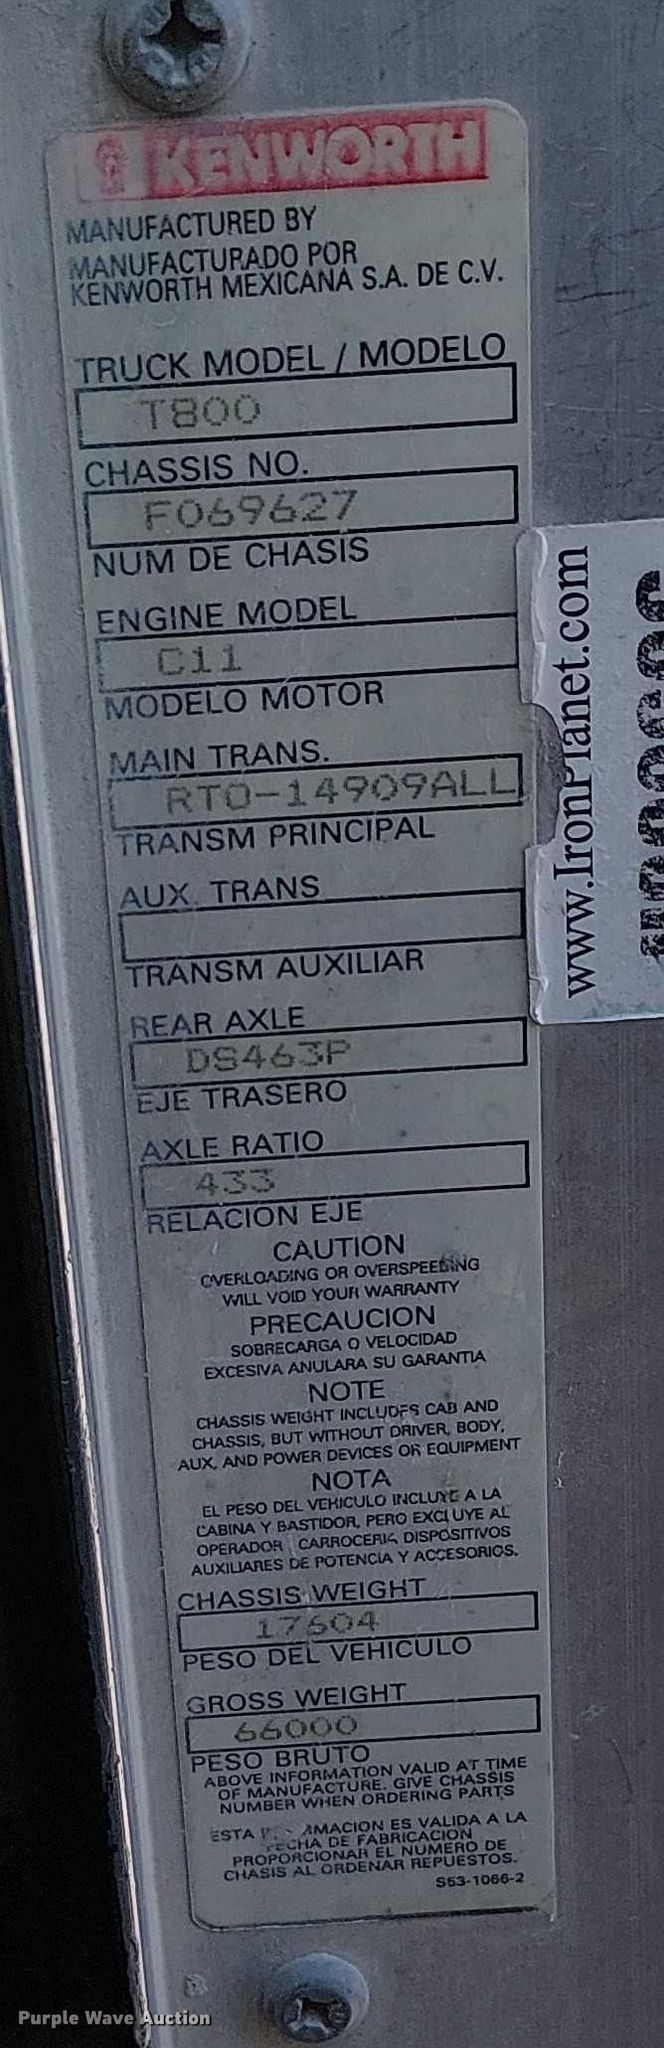 KENWORTH
MANUFACTURED BY
MANUFACTURADO POR
KENWORTH MEXICANA S.A. DE C.V.
TRUCK MODEL / MODELO
T800
CHASSIS NO.
F069627
NUM DE CHASIS
ENGINE MODEL
C11
MODELO MOTOR
MAIN TRANS.
RTO-14909ALL
TRANSM PRINCIPAL
AUX. TRANS
TRANSM AUXILIAR
REAR AXLE
DS463P
EJE TRASERO
AXLE RATIO
433
RELACION EJE
CAUTION
OVERLOADING OR OVERSPEEDING
WILL VOID YOUR WARRANTY
PRECAUCION
SOBRECARGA O VELOCIDAD
EXCESIVA ANULARA SU GARANTIA
NOTE
CHASSIS WEIGHT INCLUDES CAB AND
CHASSIS, BUT WITHOUT DRIVER, BODY,
AUX, AND POWER DEVICES OR EQUIPMENT
NOTA
EL PESO DEL VEHICULO INCLUYE A LA
CABINA Y BASTIDOR, PERO EXCLUYE AL
OPERADOR, CARROCERIA, DISPOSITIVOS
AUXILIARES DE POTENCIA Y ACCESORIOS.
CHASSIS WEIGHT
17604
PESO DEL VEHICULO
GROSS WEIGHT
66000
PESO BRUTO
ABOVE INFORMATION VALID AT TIME
OF MANUFACTURE. GIVE CHASSIS
NUMBER WHEN ORDERING PARTS
ESTA ES VALIDA A LA
FECHA DE FABRICACION
PROPORCIONAR EL NUMERO DE
CHASIS AL ORDENAR REPUESTOS.
S53-1066-2
www.IronPlanet.com
Purple Wave Auction